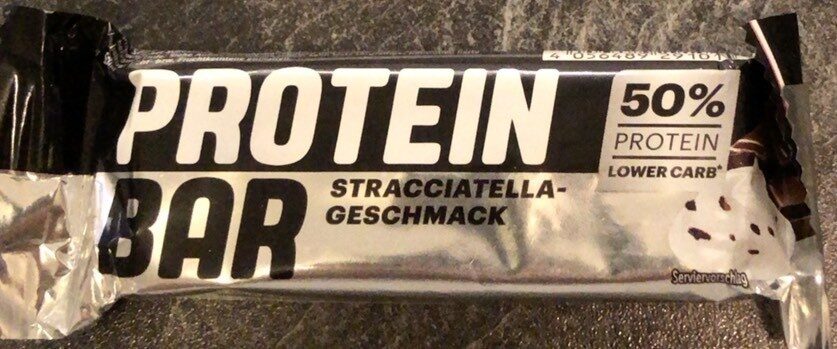 PROTEIN
BAR
STRACCIATELLA-
GESCHMACK
50%
PROTEIN
LOWER CARB*
Serviervorschlag